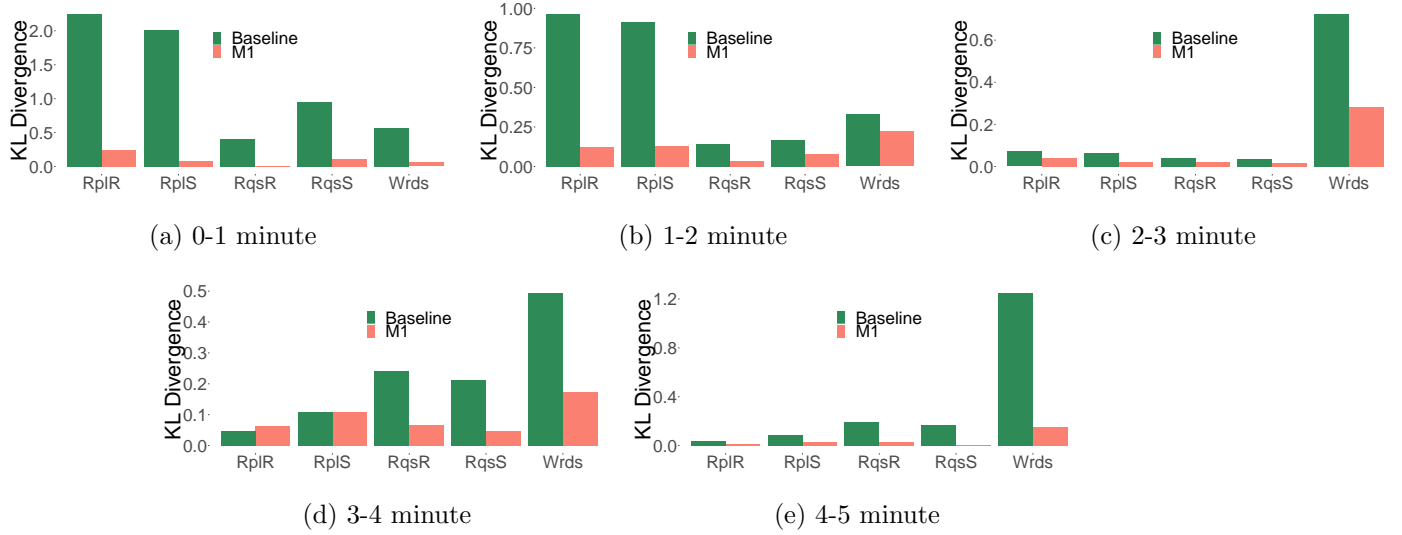 KL Divergence
2.0
1.5
1.0
0.5
0.0
Baseline
M1
RplR RplS RqsR RqsS Wrds
(a) 0-1 minute
KL Divergence
1.00
0.75
0.50
0.25
0.00
Baseline
M1
RplR RplS RqsR RqsS Wrds
(b) 1-2 minute
KL Divergence
0.6
0.4
0.2
0.0
Baseline
M1
RplR RplS RqsR RqsS Wrds
(c) 2-3 minute
KL Divergence
0.5
0.4
0.3
0.2
0.1
0.0
Baseline
M1
RplR RplS RqsR RqsS Wrds
(d) 3-4 minute
KL Divergence
1.2
0.8
0.4
0.0
Baseline
M1
RplR RplS RqsR RqsS Wrds
(e) 4-5 minute